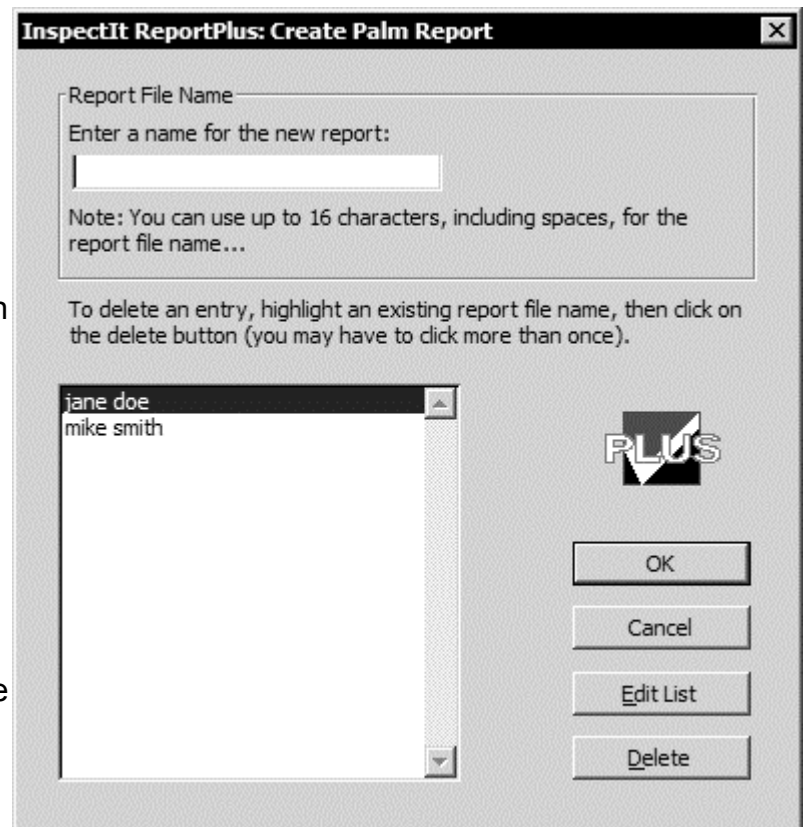 InspectIt ReportPlus: Create Palm Report
Report File Name
Enter a name for the new report:
Note: You can use up to 16 characters, including spaces, for the
report file name...
n
To delete an entry, highlight an existing report file name, then click on
the delete button (you may have to click more than once).
jane doe
mike smith
PLUS
OK
Cancel
e
Edit List
Delete